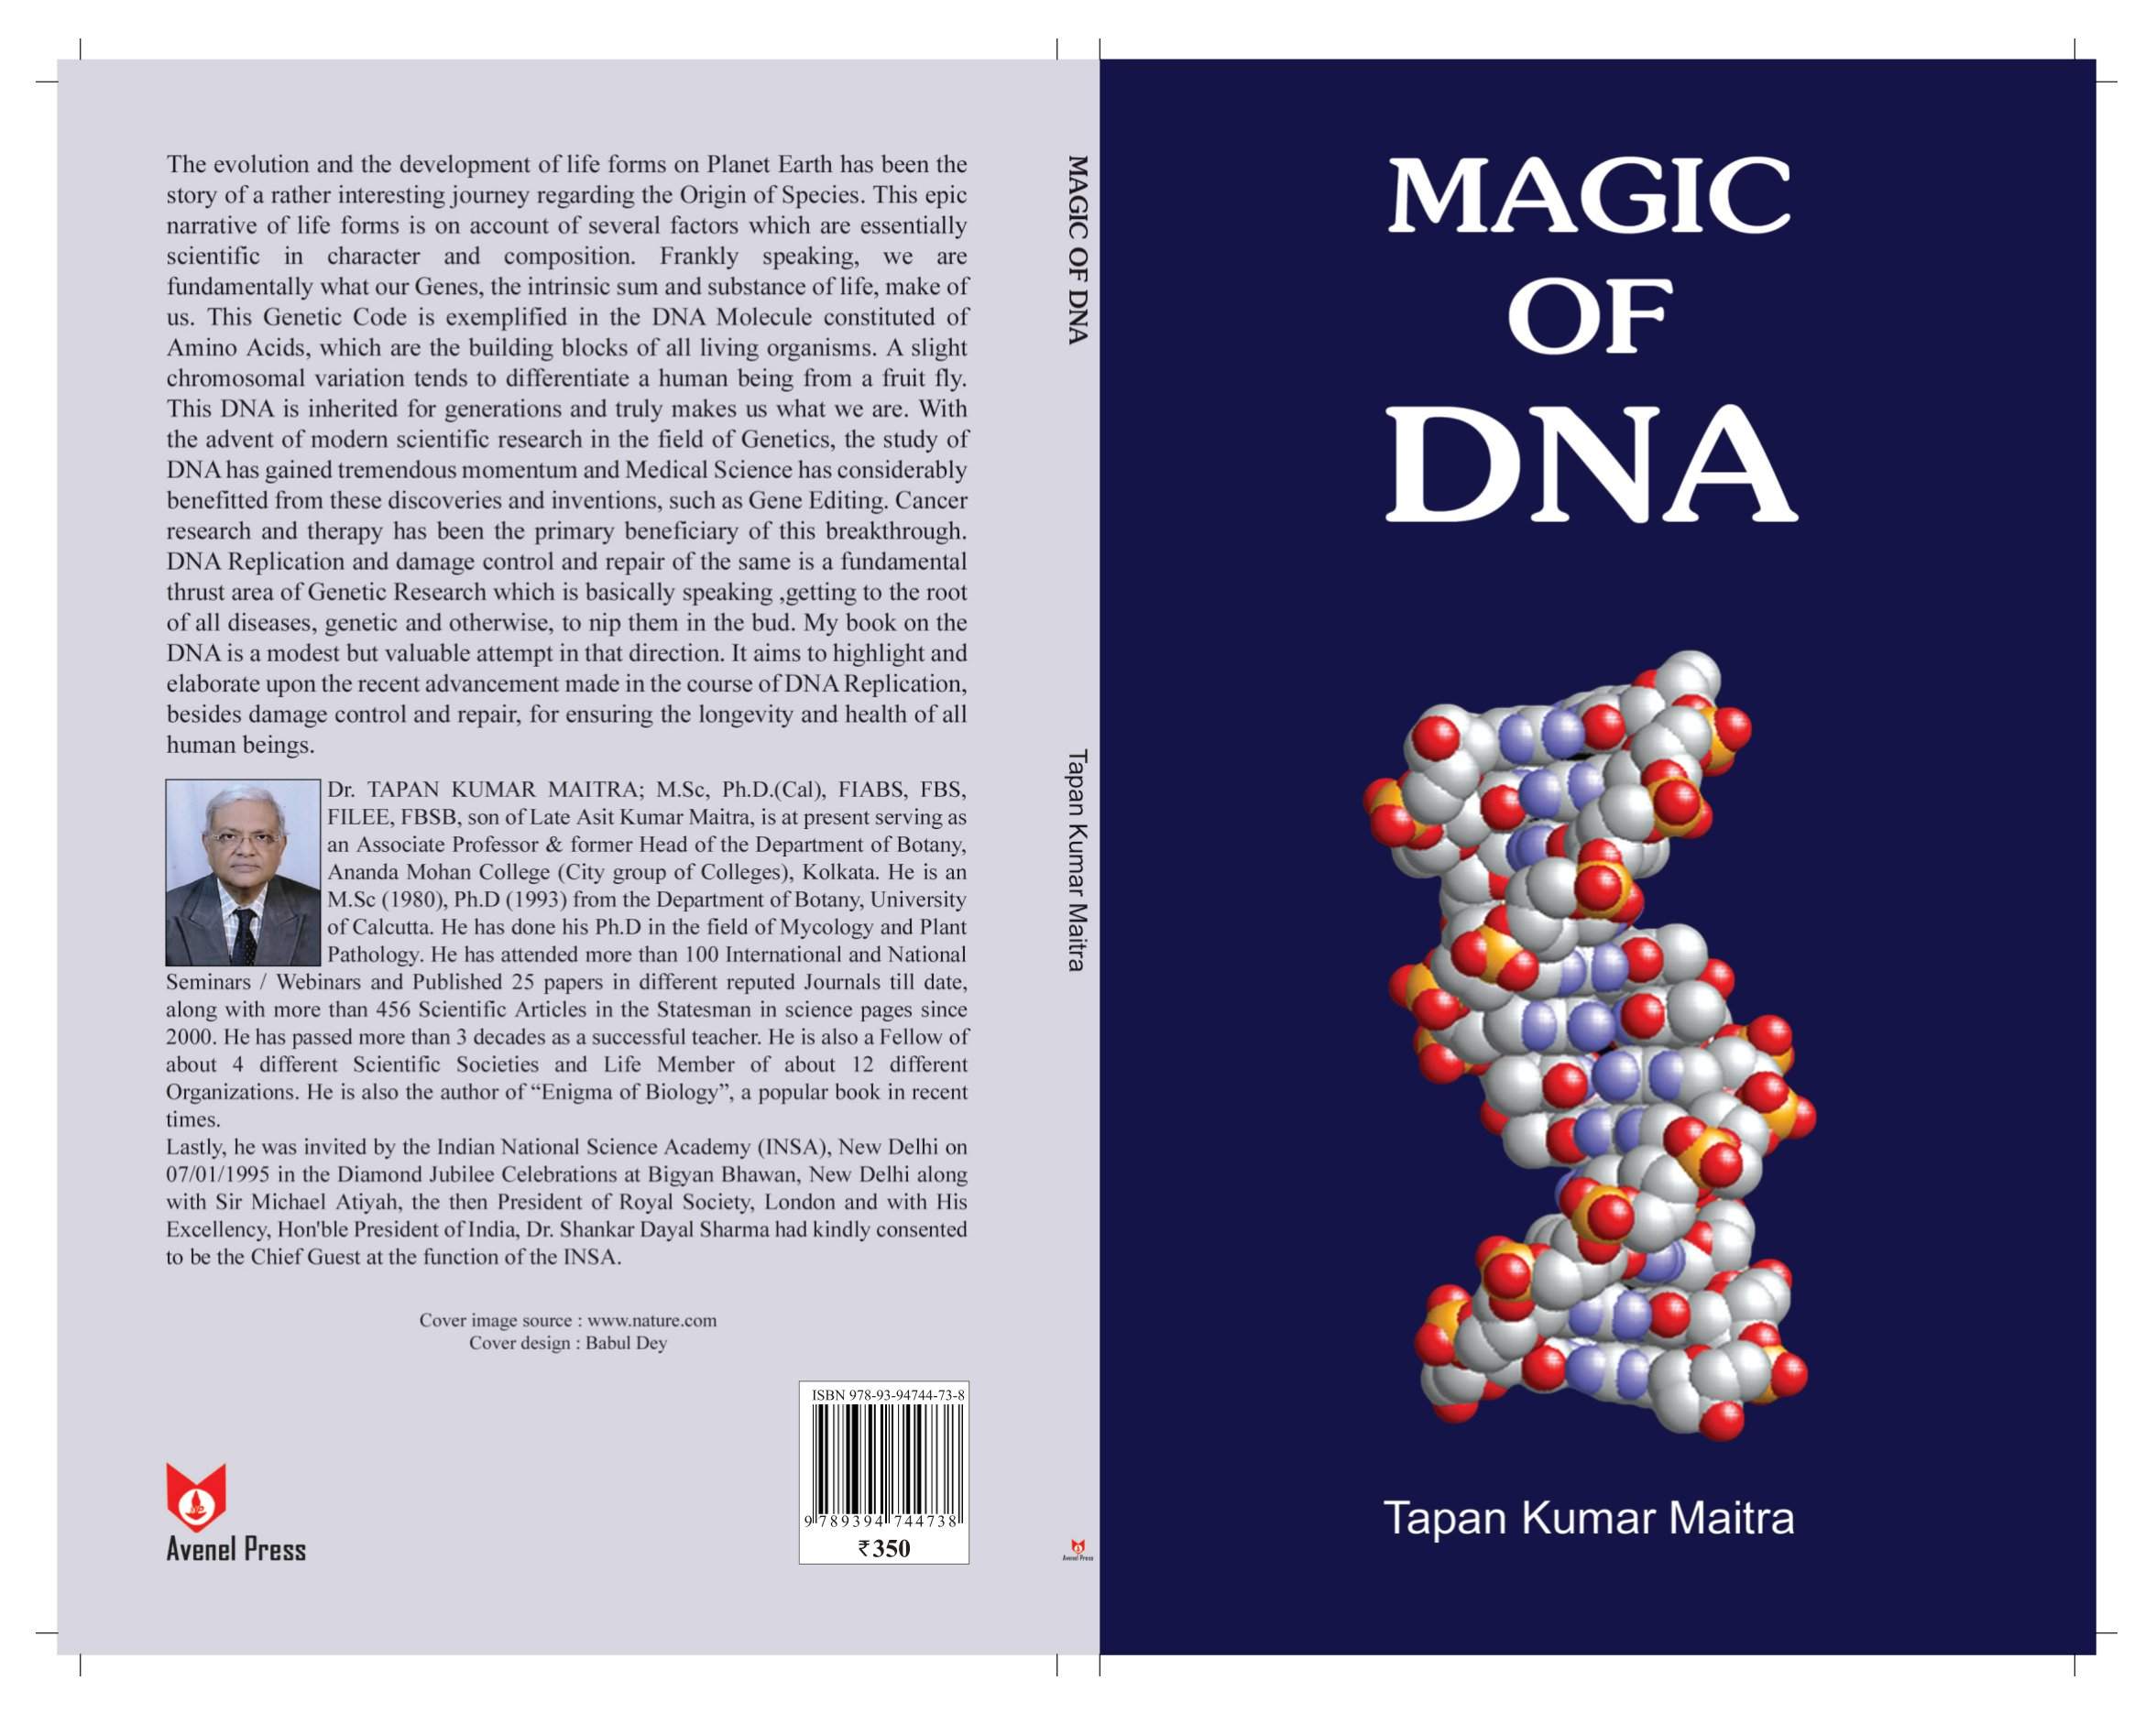 The evolution and the development of life forms on Planet Earth has been the
story of a rather interesting journey regarding the Origin of Species. This epic
narrative of life forms is on account of several factors which are essentially
scientific in character and composition. Frankly speaking, we are
fundamentally what our Genes, the intrinsic sum and substance of life, make of
us. This Genetic Code is exemplified in the DNA Molecule constituted of
Amino Acids, which are the building blocks of all living organisms. A slight
chromosomal variation tends to differentiate a human being from a fruit fly.
This DNA is inherited for generations and truly makes us what we are. With
the advent of modern scientific research in the field of Genetics, the study of
DNA has gained tremendous momentum and Medical Science has considerably
benefitted from these discoveries and inventions, such as Gene Editing. Cancer
research and therapy has been the primary beneficiary of this breakthrough.
DNA Replication and damage control and repair of the same is a fundamental
thrust area of Genetic Research which is basically speaking ,getting to the root
of all diseases, genetic and otherwise, to nip them in the bud. My book on the
DNA is a modest but valuable attempt in that direction. It aims to highlight and
elaborate upon the recent advancement made in the course of DNA Replication,
besides damage control and repair, for ensuring the longevity and health of all
human beings.
Dr. TAPAN KUMAR MAITRA; M.Sc, Ph.D.(Cal), FIABS, FBS,
FILEE, FBSB, son of Late Asit Kumar Maitra, is at present serving as
an Associate Professor & former Head of the Department of Botany,
Ananda Mohan College (City group of Colleges), Kolkata. He is an
M.Sc (1980), Ph.D (1993) from the Department of Botany, University
of Calcutta. He has done his Ph.D in the field of Mycology and Plant
Pathology. He has attended more than 100 International and National
Seminars / Webinars and Published 25 papers in different reputed Journals till date,
along with more than 456 Scientific Articles in the Statesman in science pages since
2000. He has passed more than 3 decades as a successful teacher. He is also a Fellow of
about 4 different Scientific Societies and Life Member of about 12 different
Organizations. He is also the author of “Enigma of Biology”, a popular book in recent
times.
Lastly, he was invited by the Indian National Science Academy (INSA), New Delhi on
07/01/1995 in the Diamond Jubilee Celebrations at Bigyan Bhawan, New Delhi along
with Sir Michael Atiyah, the then President of Royal Society, London and with His
Excellency, Hon'ble President of India, Dr. Shankar Dayal Sharma had kindly consented
to be the Chief Guest at the function of the INSA.
Cover image source : www.nature.com
Cover design : Babul Dey
ISBN 978-93-94744-73-8
9 789394 744738
₹350
Avenel Press
MAGIC OF DNA
Tapan Kumar Maitra
Avenel Press
MAGIC
OF
DNA
Tapan Kumar Maitra